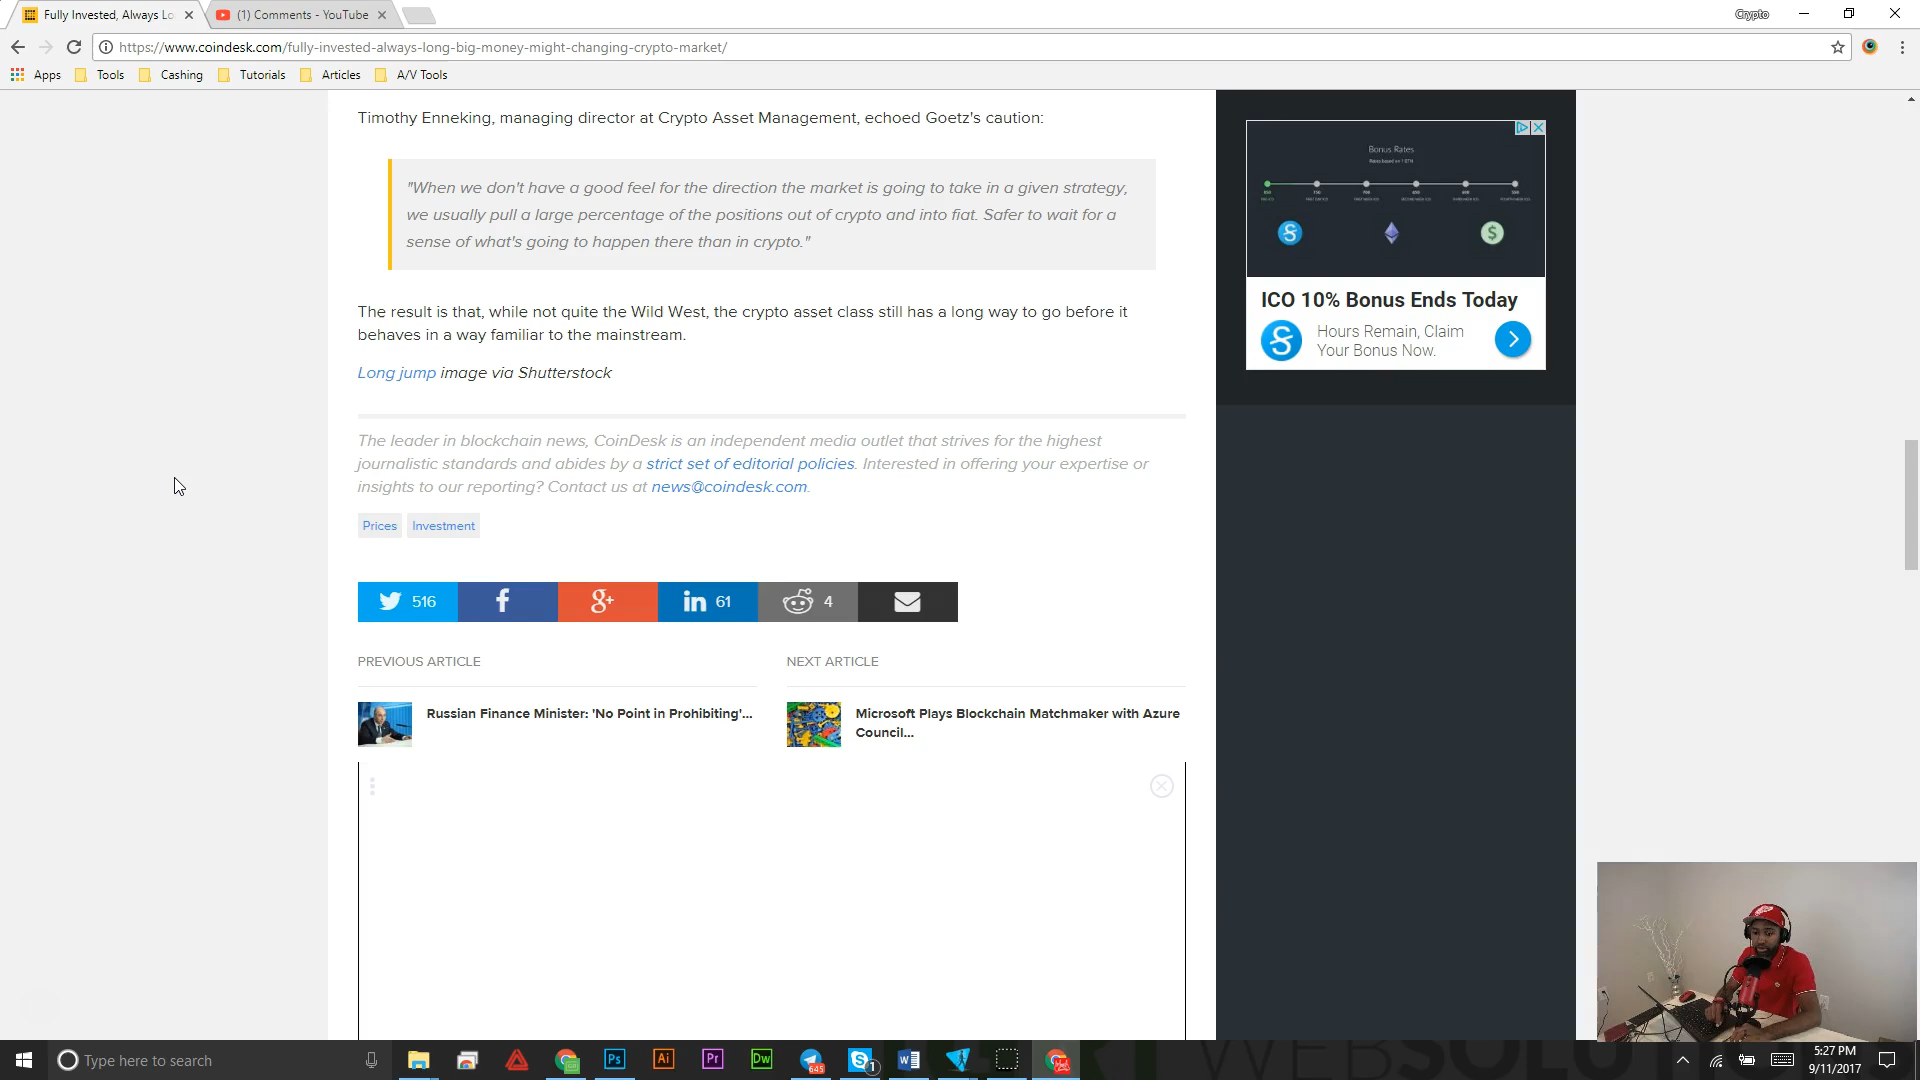 Fully Invested, Always Lo
(1) Comments - YouTube
Crypto
https://www.coindesk.com/fully-invested-always-long-big-money-might-changing-crypto-market/
Apps
Tools
Cashing
Tutorials
Articles
A/V Tools
Timothy Enneking, managing director at Crypto Asset Management, echoed Goetz's caution:
"When we don't have a good feel for the direction the market is going to take in a given strategy,
we usually pull a large percentage of the positions out of crypto and into fiat. Safer to wait for a
sense of what's going to happen there than in crypto."
The result is that, while not quite the Wild West, the crypto asset class still has a long way to go before it
behaves in a way familiar to the mainstream.
Long jump image via Shutterstock
The leader in blockchain news, CoinDesk is an independent media outlet that strives for the highest
journalistic standards and abides by a strict set of editorial policies. Interested in offering your expertise or
insights to our reporting? Contact us at news@coindesk.com.
Prices
Investment
516
61
4
PREVIOUS ARTICLE
NEXT ARTICLE
Russian Finance Minister: 'No Point in Prohibiting'...
Microsoft Plays Blockchain Matchmaker with Azure
Council...
Bonus Rates
ICO 10% Bonus Ends Today
Hours Remain, Claim
Your Bonus Now.
Type here to search
Ps
Ai
Pr
Dw
645
1
WEBSOLUT
5:27 PM
9/11/2017